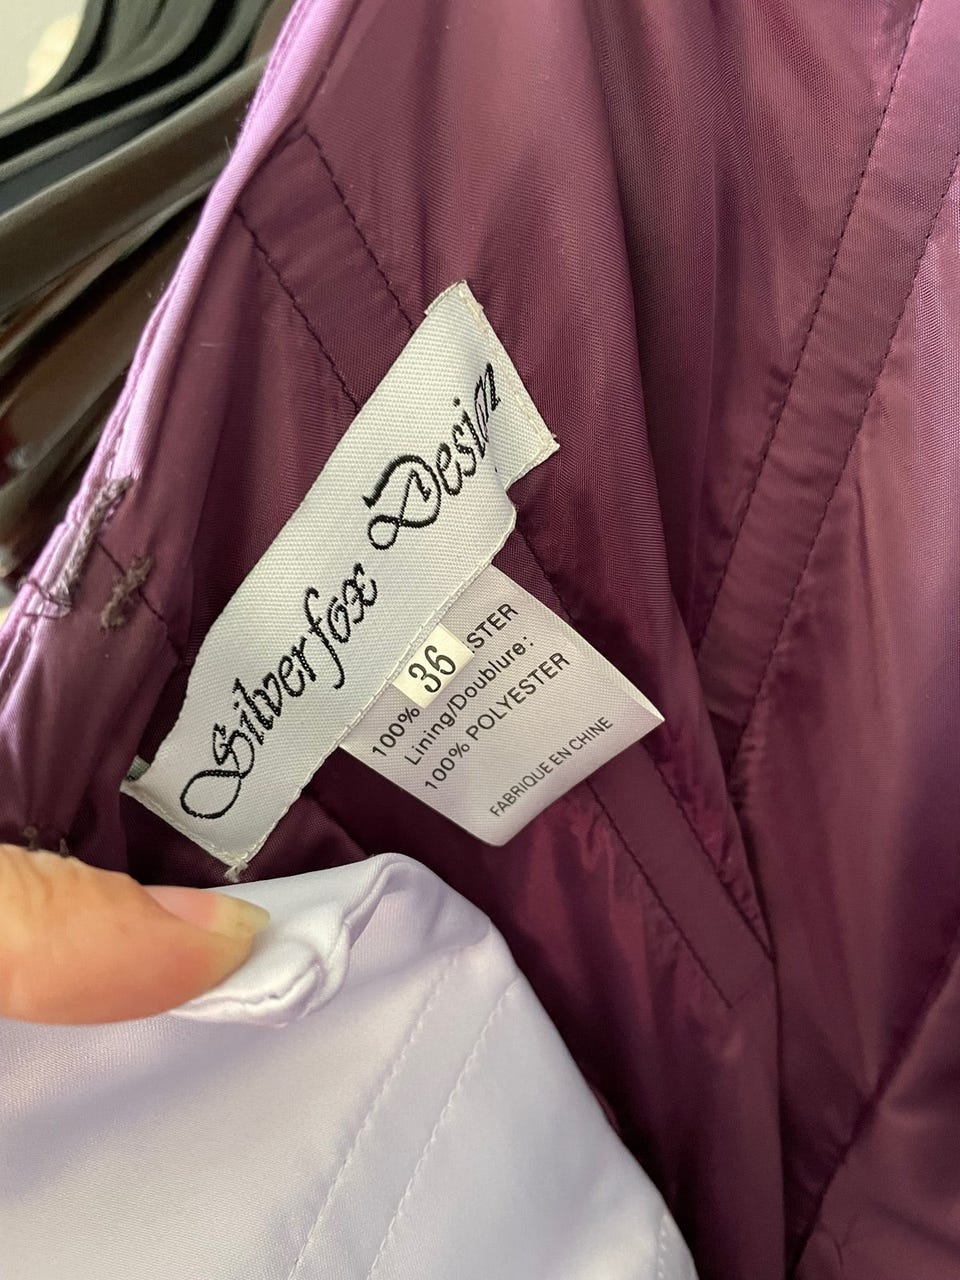 Silverfox Design
36
100% STER
Lining/Doublure:
100% POLYESTER
FABRIQUE EN CHINE